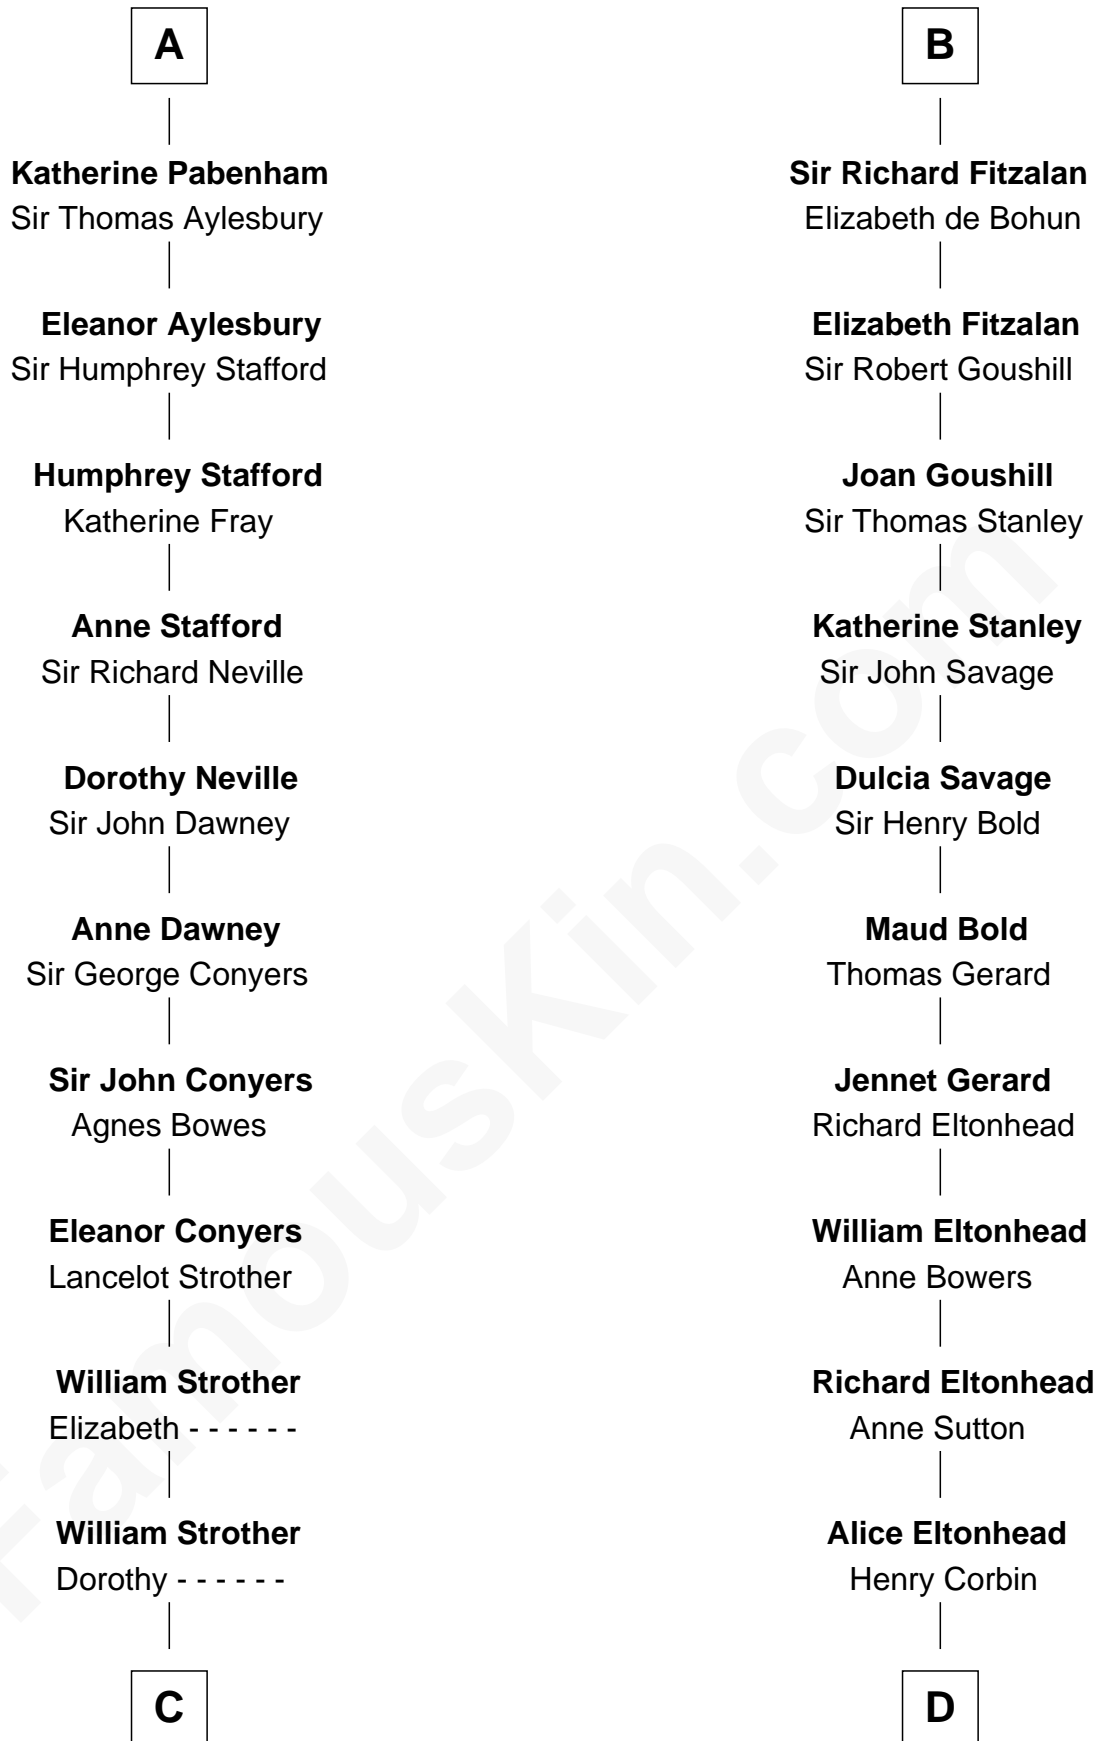 A
Katherine Pabenham
Sir Thomas Aylesbury
Eleanor Aylesbury
Sir Humphrey Stafford
Humphrey Stafford
Katherine Fray
Anne Stafford
Sir Richard Neville
Dorothy Neville
Sir John Dawney
Anne Dawney
Sir George Conyers
Sir John Conyers
Agnes Bowes
Eleanor Conyers
Lancelot Strother
William Strother
Elizabeth - - - - - -
William Strother
Dorothy - - - - - -
C
B
Sir Richard Fitzalan
Elizabeth de Bohun
Elizabeth Fitzalan
Sir Robert Goushill
Joan Goushill
Sir Thomas Stanley
Katherine Stanley
Sir John Savage
Dulcia Savage
Sir Henry Bold
Maud Bold
Thomas Gerard
Jennet Gerard
Richard Eltonhead
William Eltonhead
Anne Bowers
Richard Eltonhead
Anne Sutton
Alice Eltonhead
Henry Corbin
D
FamousKin.com